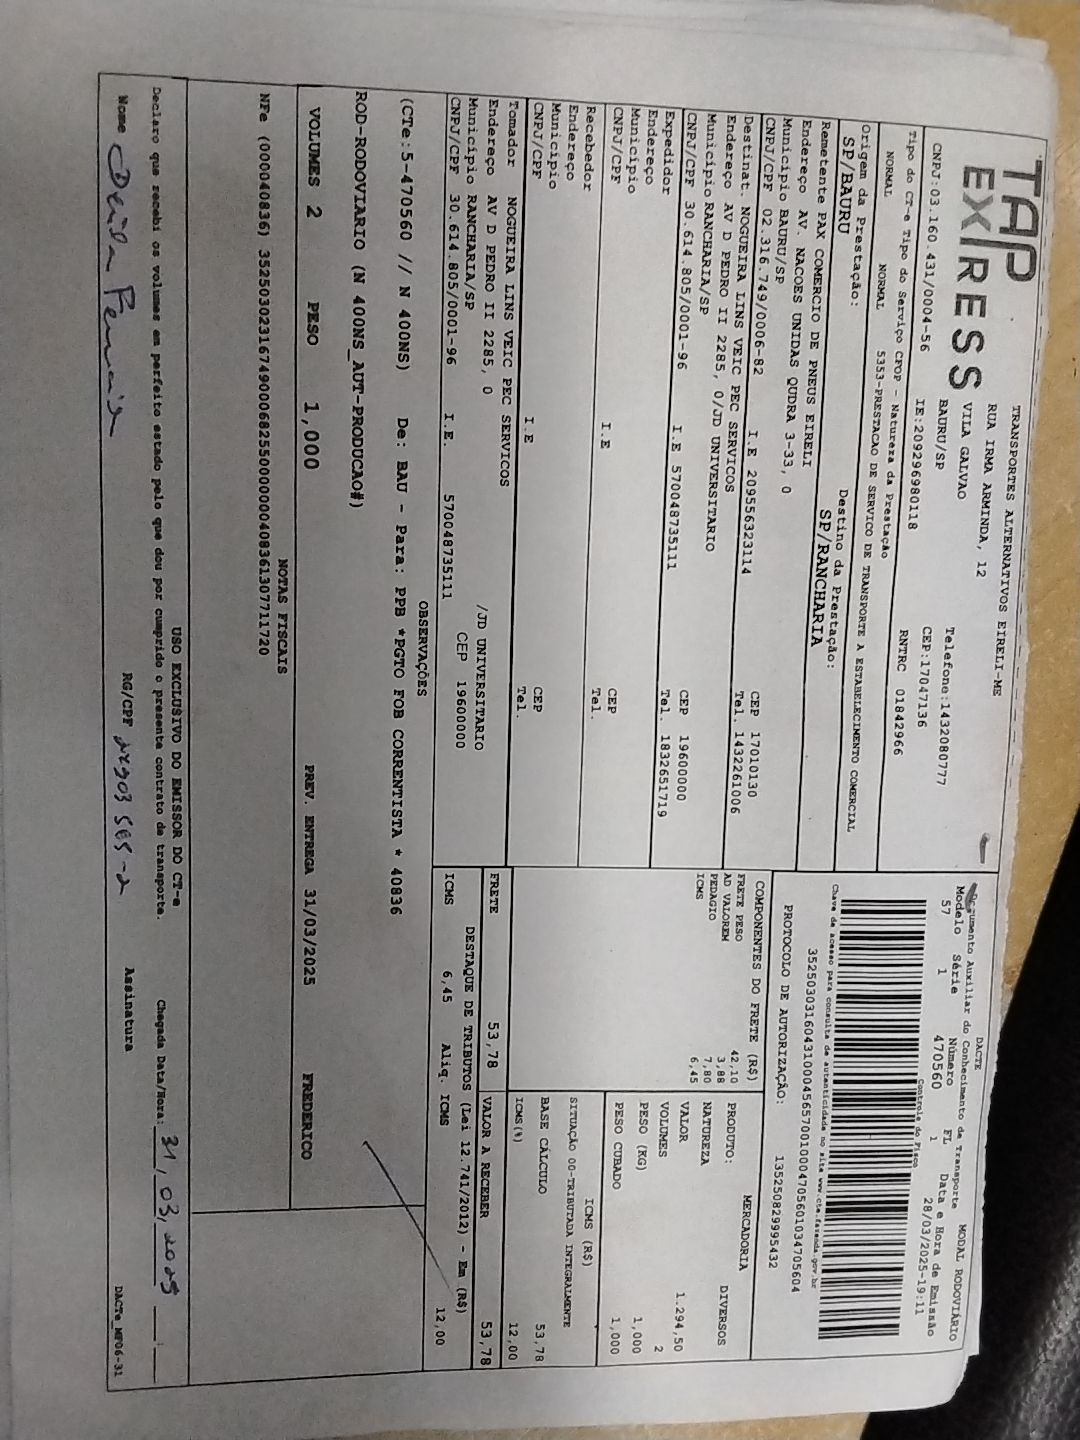 TAP
EXPRESS
TRANSPORTES ALTERNATIVOS EIRELI-ME
RUA IRMA ARMINDA, 12
VILA GALVAO
BAURU/SP
Telefone:1432080777
CEP:17047136
CNPJ:03.160.431/0004-56 IE:209296980118 RNTRC 01842966
Tipo do CT-e Tipo do Serviço CFOP - Natureza da Prestação
NORMAL NORMAL 5353-PRESTACAO DE SERVICO DE TRANSPORTE A ESTABELECIMENTO COMERCIAL
Origem da Prestação: Destino da Prestação:
SP/BAURU SP/RANCHARIA
Remetente PAX COMERCIO DE PNEUS EIRELI
Endereço AV. NACOES UNIDAS QUDRA 3-33, 0
Município BAURU/SP CEP 17010130
CNPJ/CPF 02.316.749/0006-82 I.E 209556323114 Tel. 1432261006
Destinat. NOGUEIRA LINS VEIC PEC SERVICOS
Endereço AV D PEDRO II 2285, 0/JD UNIVERSITARIO
Município RANCHARIA/SP CEP 19600000
CNPJ/CPF 30.614.805/0001-96 I.E 570048735111 Tel. 1832651719
Expedidor
Endereço
Município CEP
CNPJ/CPF I.E Tel.
Recebedor
Endereço
Município CEP
CNPJ/CPF I.E Tel.
Tomador NOGUEIRA LINS VEIC PEC SERVICOS
Endereço AV D PEDRO II 2285, 0 /JD UNIVERSITARIO
Município RANCHARIA/SP CEP 19600000
CNPJ/CPF 30.614.805/0001-96 I.E. 570048735111
DACTE
Documento Auxiliar do Conhecimento de Transporte MODAL RODOVIÁRIO
Modelo Série Número FL Data e Hora de Emissão
57 1 470560 1 28/03/2025-19:11
Controle do Fisco
Chave de acesso para consulta de autenticidade no site www.cte.fazenda.gov.br
35250303160431000456570010004705601034705604
PROTOCOLO DE AUTORIZAÇÃO: 135250829995432
COMPONENTES DO FRETE (R$)
FRETE PESO 42,10
AD VALOREM 3,88
PEDAGIO 7,80
ICMS 6,45
PRODUTO: MERCADORIA
NATUREZA DIVERSOS
VALOR 1.294,50
VOLUMES 2
PESO (KG) 1,000
PESO CUBADO 1,000
ICMS (R$)
SITUAÇÃO 00-TRIBUTADA INTEGRALMENTE
BASE CÁLCULO 53,78
ICMS(%) 12,00
FRETE 53,78 VALOR A RECEBER 53,78
DESTAQUE DE TRIBUTOS (Lei 12.741/2012) - Em (R$)
ICMS 6,45 Aliq. ICMS 12,00
OBSERVAÇÕES
(CTe:5-470560 // N 400NS) De: BAU - Para: PPB *PGTO FOB CORRENTISTA * 40836
ROD-RODOVIARIO (N 400NS_AUT-PRODUCAO#)
VOLUMES 2 PESO 1,000 PREV. ENTREGA 31/03/2025 FREDERICO
NOTAS FISCAIS
NFe (000040836) 35250302316749000682550000000408361307711720
USO EXCLUSIVO DO EMISSOR DO CT-e
Declaro que recebi os volumes em perfeito estado pelo que dou por cumprido o presente contrato de transporte. Chegada Data/Hora: 31, 03, 2025 :
Nome RG/CPF Assinatura
DACTe_MF06-31